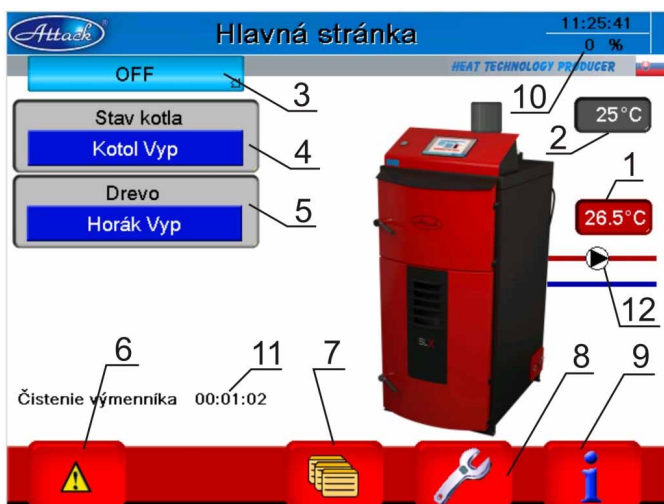 Attack
Hlavná stránka
11:25:41
0 %
HEAT TECHNOLOGY PRODUCER
OFF
3
10
25°C
2
Stav kotla
Kotol Vyp
4
1
Drevo
Horák Vyp
5
26.5°C
12
SLX
6
11
7
8
9
Čistenie výmenníka 00:01:02
i